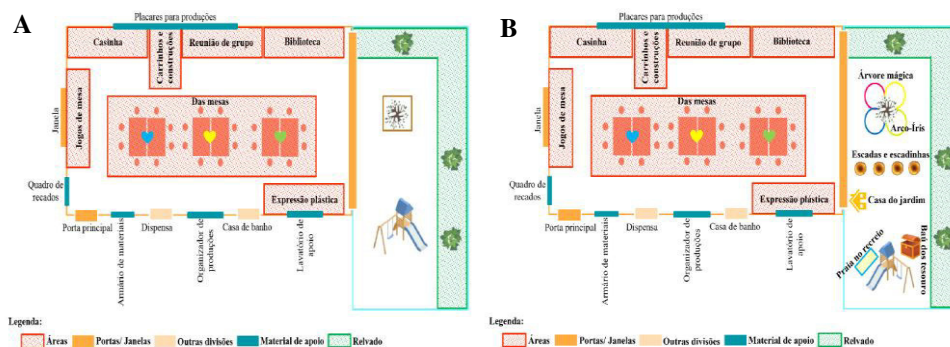 A
Placares para produções
Casinha
Carrinhos e
construções
Reunião de grupo
Biblioteca
Janela
Jogos de mesa
Das mesas
Quadro de
recados
Expressão plástica
Porta principal
Armário de materiais
Dispensa
Organizador de
produções
Casa de banho
Lavatório de
apoio
Legenda:
Áreas
Portas/ Janelas
Outras divisões
Material de apoio
Relvado
B
Placares para produções
Casinha
Carrinhos e
construções
Reunião de grupo
Biblioteca
Janela
Jogos de mesa
Das mesas
Árvore mágica
Arco-Íris
Escadas e escadinhas
Casa do jardim
Baú dos tesouro
Praia no recreio
Quadro de
recados
Expressão plástica
Porta principal
Armário de materiais
Dispensa
Organizador de
produções
Casa de banho
Lavatório de
apoio
Legenda:
Áreas
Portas/ Janelas
Outras divisões
Material de apoio
Relvado